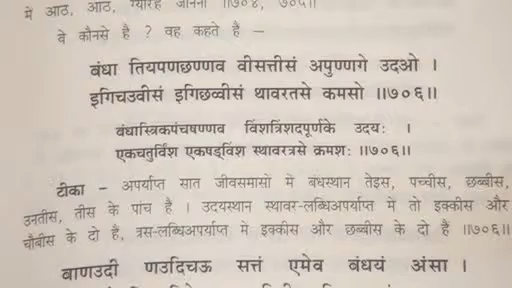 में आठ, आठ, ग्यारह जानना ॥७०४, ७०५॥
वे कौनसे है ? वह कहते है –
बंधा तियपणछण्णव वीसत्तीसं अपुण्णगे उदओ ।
इगिचउवीसं इगिछव्वीसं थावरतसे कमसो ॥७०६॥
बंधास्त्रिकपंचषण्णव विंशत्रिंशदपूर्णके उदयः ।
एकचतुर्विंश एकषड्विंश स्थावरत्रसे क्रमशः ॥७०६॥
टीका – अपर्याप्त सात जीवसमासो में बंधस्थान तेइस, पच्चीस, छब्बीस,
उनतीस, तीस के पांच है । उदयस्थान स्थावर-लब्धिअपर्याप्त में तो इक्कीस और
चौबीस के दो है, त्रस-लब्धिअपर्याप्त में इक्कीस और छब्बीस के दो है ॥७०६॥
बाणउदी णउदिचऊ सत्तं एमेव बंधयं अंसा ।